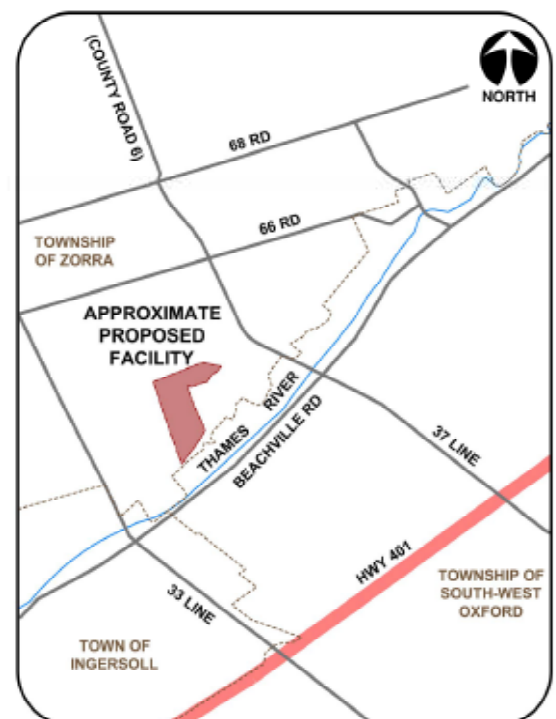 (COUNTY ROAD 6)
NORTH
68 RD
66 RD
TOWNSHIP
OF ZORRA
APPROXIMATE
PROPOSED
FACILITY
THAMES RIVER
BEACHVILLE RD
37 LINE
HWY 401
TOWNSHIP OF
SOUTH-WEST
OXFORD
33 LINE
TOWN OF
INGERSOLL